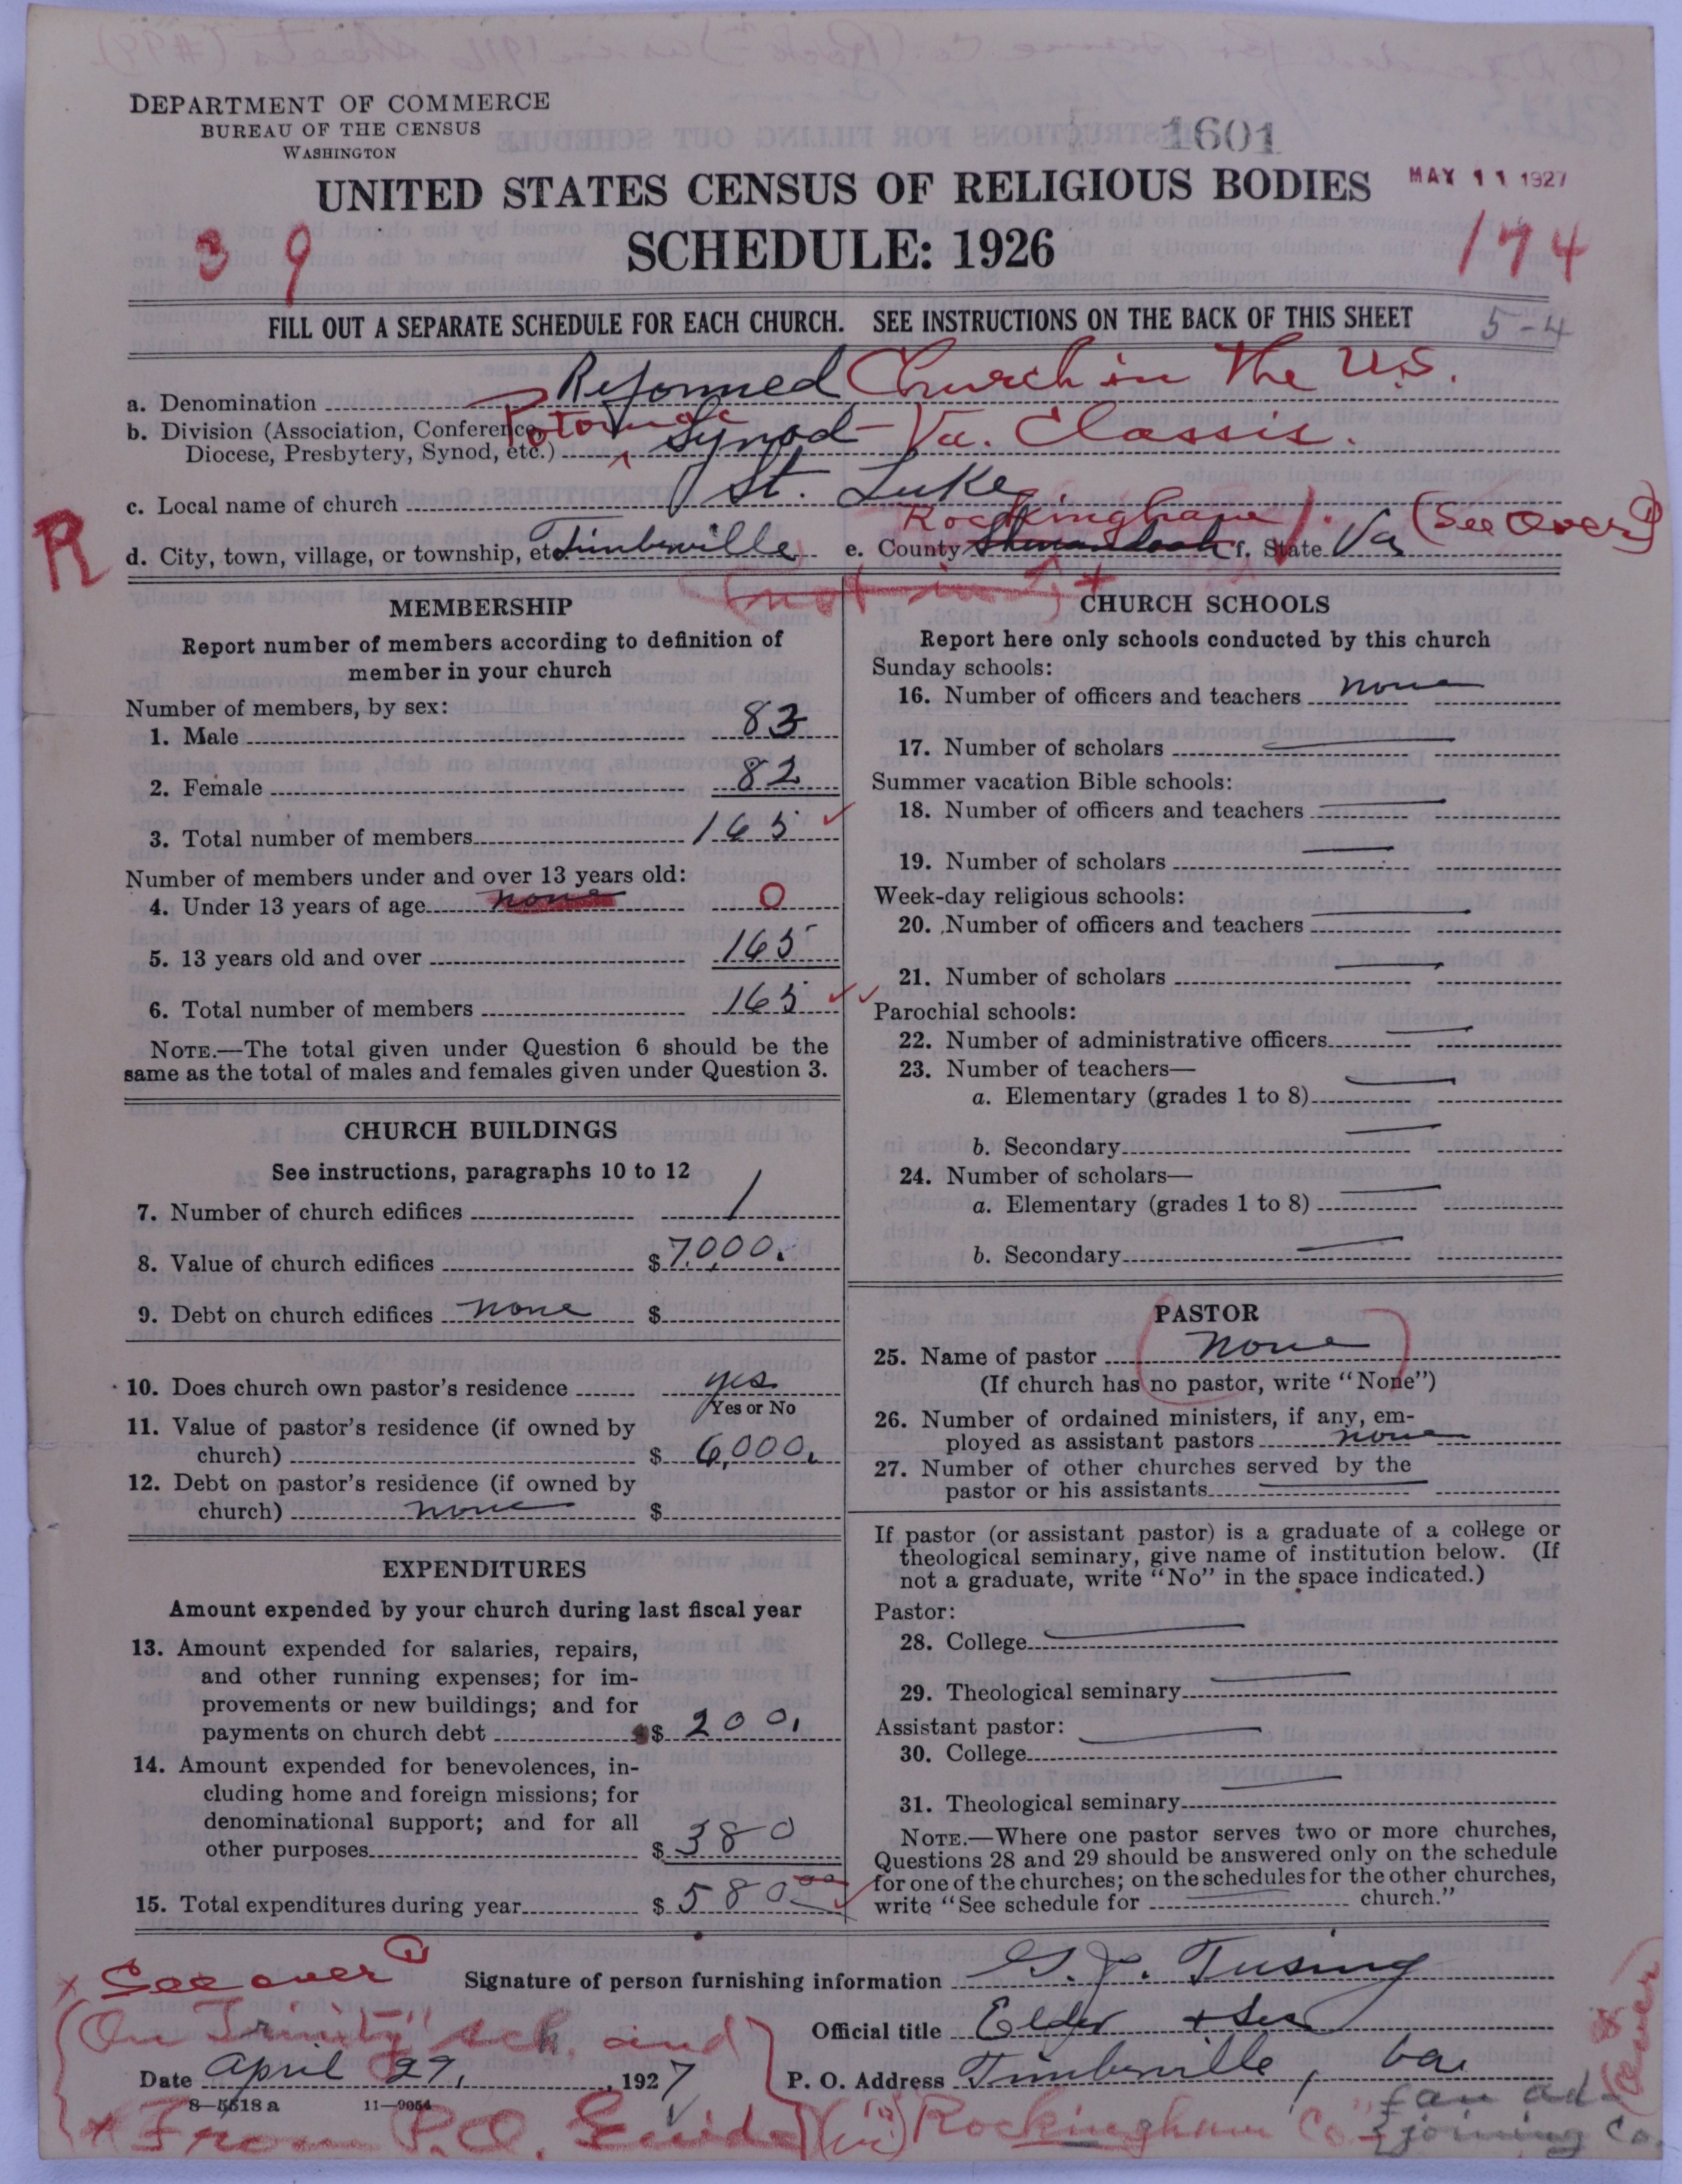 DEPARTMENT OF COMMERCE
BUREAU OF THE CENSUS
WASHINGTON
1601
UNITED STATES CENSUS OF RELIGIOUS BODIES
MAY 11 1927
39
SCHEDULE: 1926
174
FILL OUT A SEPARATE SCHEDULE FOR EACH CHURCH. SEE INSTRUCTIONS ON THE BACK OF THIS SHEET
5-4
a. Denomination Reformed Church in the U.S.
b. Division (Association, Conference, Diocese, Presbytery, Synod, etc.) Potomac Synod - Va. Classis.
c. Local name of church St. Luke
R
d. City, town, village, or township, etc. Timberville e. County Shenandoah Rockingham f. State Va (See Over)
(not in)
MEMBERSHIP
Report number of members according to definition of
member in your church
Number of members, by sex:
1. Male 83
2. Female 82
3. Total number of members 165
Number of members under and over 13 years old:
4. Under 13 years of age none 0
5. 13 years old and over 165
6. Total number of members 165
NOTE.—The total given under Question 6 should be the
same as the total of males and females given under Question 3.
CHURCH BUILDINGS
See instructions, paragraphs 10 to 12
7. Number of church edifices 1
8. Value of church edifices $7,000.
9. Debt on church edifices none $
10. Does church own pastor's residence yes
Yes or No
11. Value of pastor's residence (if owned by
church) $ 6,000.
12. Debt on pastor's residence (if owned by
church) none $
EXPENDITURES
Amount expended by your church during last fiscal year
13. Amount expended for salaries, repairs,
and other running expenses; for im-
provements or new buildings; and for
payments on church debt $ 200.
14. Amount expended for benevolences, in-
cluding home and foreign missions; for
denominational support; and for all
other purposes $ 380
15. Total expenditures during year $ 580.00
CHURCH SCHOOLS
Report here only schools conducted by this church
Sunday schools:
16. Number of officers and teachers none
17. Number of scholars
Summer vacation Bible schools:
18. Number of officers and teachers
19. Number of scholars
Week-day religious schools:
20. Number of officers and teachers
21. Number of scholars
Parochial schools:
22. Number of administrative officers
23. Number of teachers—
a. Elementary (grades 1 to 8)
b. Secondary
24. Number of scholars—
a. Elementary (grades 1 to 8)
b. Secondary
PASTOR
25. Name of pastor none
(If church has no pastor, write "None")
26. Number of ordained ministers, if any, em-
ployed as assistant pastors none
27. Number of other churches served by the
pastor or his assistants
If pastor (or assistant pastor) is a graduate of a college or
theological seminary, give name of institution below. (If
not a graduate, write "No" in the space indicated.)
Pastor:
28. College
29. Theological seminary
Assistant pastor:
30. College
31. Theological seminary
NOTE.—Where one pastor serves two or more churches,
Questions 28 and 29 should be answered only on the schedule
for one of the churches; on the schedules for the other churches,
write "See schedule for church."
x See over
Signature of person furnishing information G. J. Tusing
(On "Trinity" sch. and
Official title Elder + Sec
Date April 29, 1927
P. O. Address Timberville, Va.
8-5518a 11-9054
* From P.O. Guide) (in) Rockingham Co. {an ad-
joining Co.
(over)